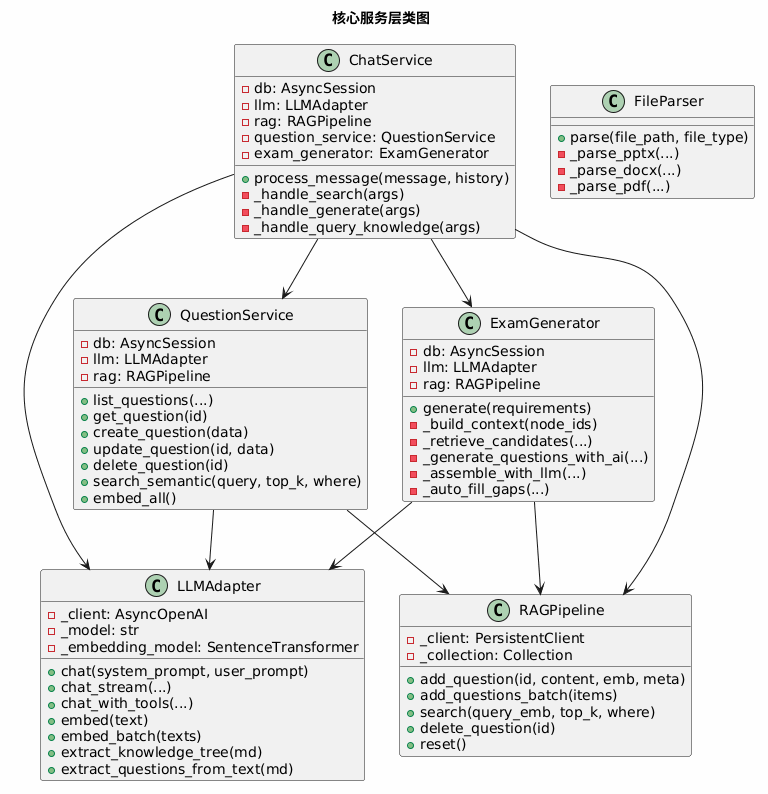 核心服务层类图
C ChatService
db: AsyncSession
llm: LLMAdapter
rag: RAGPipeline
question_service: QuestionService
exam_generator: ExamGenerator
process_message(message, history)
_handle_search(args)
_handle_generate(args)
_handle_query_knowledge(args)
C FileParser
parse(file_path, file_type)
_parse_pptx(...)
_parse_docx(...)
_parse_pdf(...)
C QuestionService
db: AsyncSession
llm: LLMAdapter
rag: RAGPipeline
list_questions(...)
get_question(id)
create_question(data)
update_question(id, data)
delete_question(id)
search_semantic(query, top_k, where)
embed_all()
C ExamGenerator
db: AsyncSession
llm: LLMAdapter
rag: RAGPipeline
generate(requirements)
_build_context(node_ids)
_retrieve_candidates(...)
_generate_questions_with_ai(...)
_assemble_with_llm(...)
_auto_fill_gaps(...)
C LLMAdapter
_client: AsyncOpenAI
_model: str
_embedding_model: SentenceTransformer
chat(system_prompt, user_prompt)
chat_stream(...)
chat_with_tools(...)
embed(text)
embed_batch(texts)
extract_knowledge_tree(md)
extract_questions_from_text(md)
C RAGPipeline
_client: PersistentClient
_collection: Collection
add_question(id, content, emb, meta)
add_questions_batch(items)
search(query_emb, top_k, where)
delete_question(id)
reset()